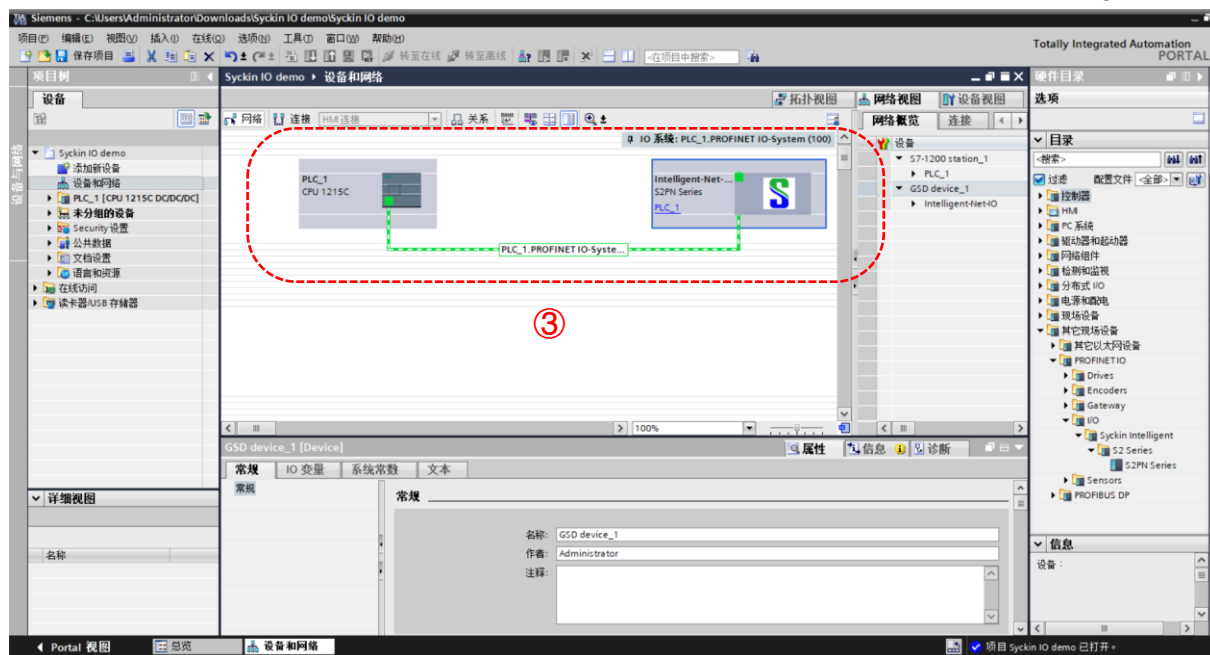 Siemens - C:\Users\Administrator\Downloads\Syckin IO demo\Syckin IO demo
项目(P) 编辑(E) 视图(V) 插入(I) 在线(O) 选项(N) 工具(T) 窗口(W) 帮助(H)
保存项目 转至在线 转至离线 <在项目中搜索>
Totally Integrated Automation
PORTAL
项目树
设备
设备与网络
Syckin IO demo
添加新设备
设备和网络
PLC_1 [CPU 1215C DC/DC/DC]
未分组的设备
Security 设置
公共数据
文档设置
语言和资源
在线访问
读卡器/USB 存储器
详细视图
名称
Syckin IO demo ▸ 设备和网络
拓扑视图 网络视图 设备视图
网络 连接 HMI 连接 关系
IO 系统: PLC_1.PROFINET IO-System (100)
PLC_1
CPU 1215C
Intelligent-Net-...
S2PN Series
PLC_1
S
PLC_1.PROFINET IO-Syste...
③
100%
网络概览 连接
设备
S7-1200 station_1
PLC_1
GSD device_1
Intelligent-Net-IO
GSD device_1 [Device]
属性 信息 诊断
常规 IO 变量 系统常数 文本
常规
常规
名称: GSD device_1
作者: Administrator
注释:
硬件目录
选项
目录
<搜索>
过滤 配置文件 <全部>
控制器
HMI
PC 系统
驱动器和起动器
网络组件
检测和监视
分布式 I/O
电源和配电
现场设备
其它现场设备
其它以太网设备
PROFINET IO
Drives
Encoders
Gateway
I/O
Syckin Intelligent
S2 Series
S2PN Series
Sensors
PROFIBUS DP
信息
设备:
Portal 视图 总览 设备和网络
项目 Syckin IO demo 已打开。